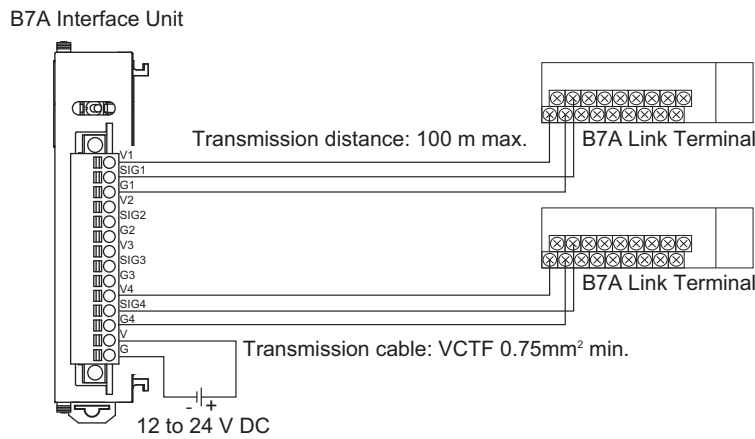 B7A Interface Unit
Transmission distance: 100 m max.
B7A Link Terminal
V1
SIG1
G1
V2
SIG2
G2
V3
SIG3
G3
V4
SIG4
G4
V
G
B7A Link Terminal
Transmission cable: VCTF 0.75mm² min.
- +
12 to 24 V DC